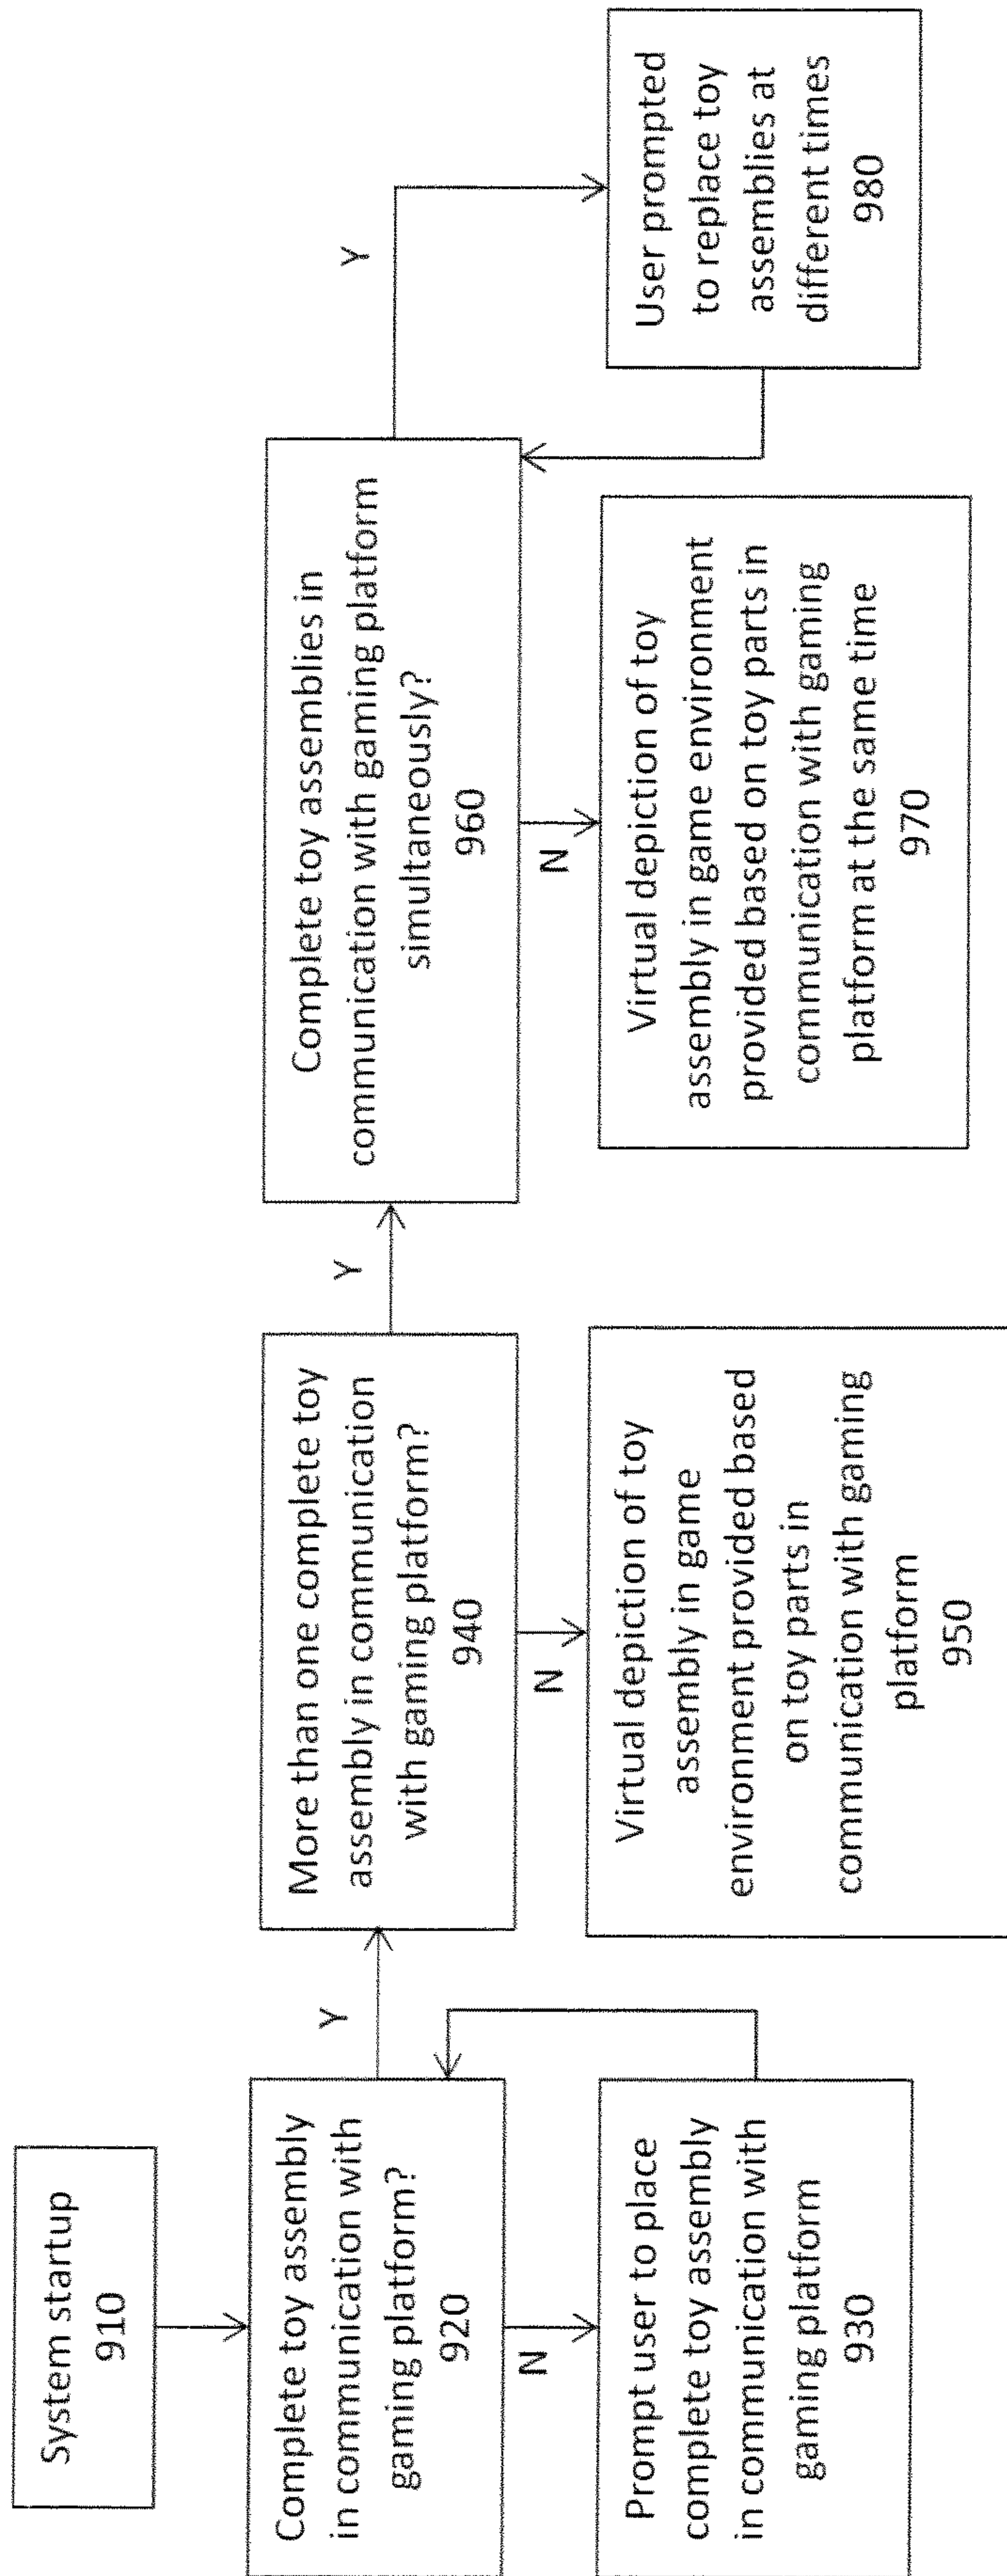 System startup
910
Complete toy assembly
in communication with
gaming platform?
920
Y
N
Prompt user to place
complete toy assembly
in communication with
gaming platform
930
More than one complete toy
assembly in communication
with gaming platform?
940
Y
N
Virtual depiction of toy
assembly in game
environment provided based
on toy parts in
communication with gaming
platform
950
Complete toy assemblies in
communication with gaming platform
simultaneously?
960
Y
N
Virtual depiction of toy
assembly in game environment
provided based on toy parts in
communication with gaming
platform at the same time
970
User prompted
to replace toy
assemblies at
different times
980